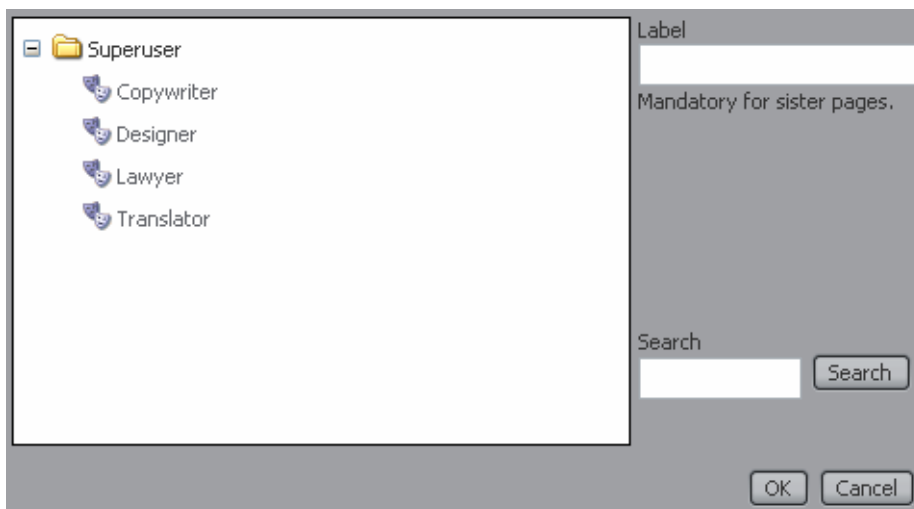 Superuser
Copywriter
Designer
Lawyer
Translator
Label
Mandatory for sister pages.
Search
Search
OK
Cancel